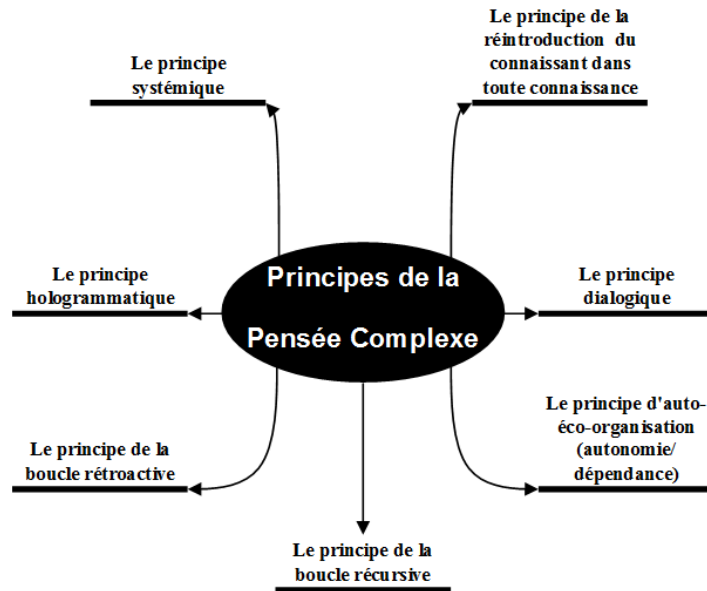 Le principe
systémique
Le principe de la
réintroduction du
connaissant dans
toute connaissance
Principes de la
Pensée Complexe
Le principe
hologrammatique
Le principe
dialogique
Le principe de la
boucle rétroactive
Le principe d'auto-
éco-organisation
(autonomie/
dépendance)
Le principe de la
boucle récursive